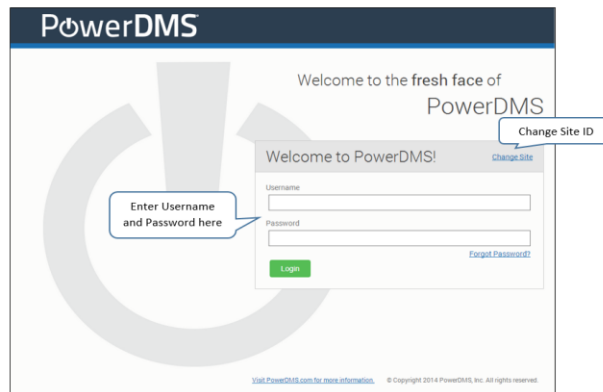 PowerDMS
Welcome to the fresh face of
PowerDMS
Change Site ID
Welcome to PowerDMS!
Change Site
Username
Enter Username
and Password here
Password
Forgot Password?
Login
Visit PowerDMS.com for more information.
© Copyright 2014 PowerDMS, Inc. All rights reserved.